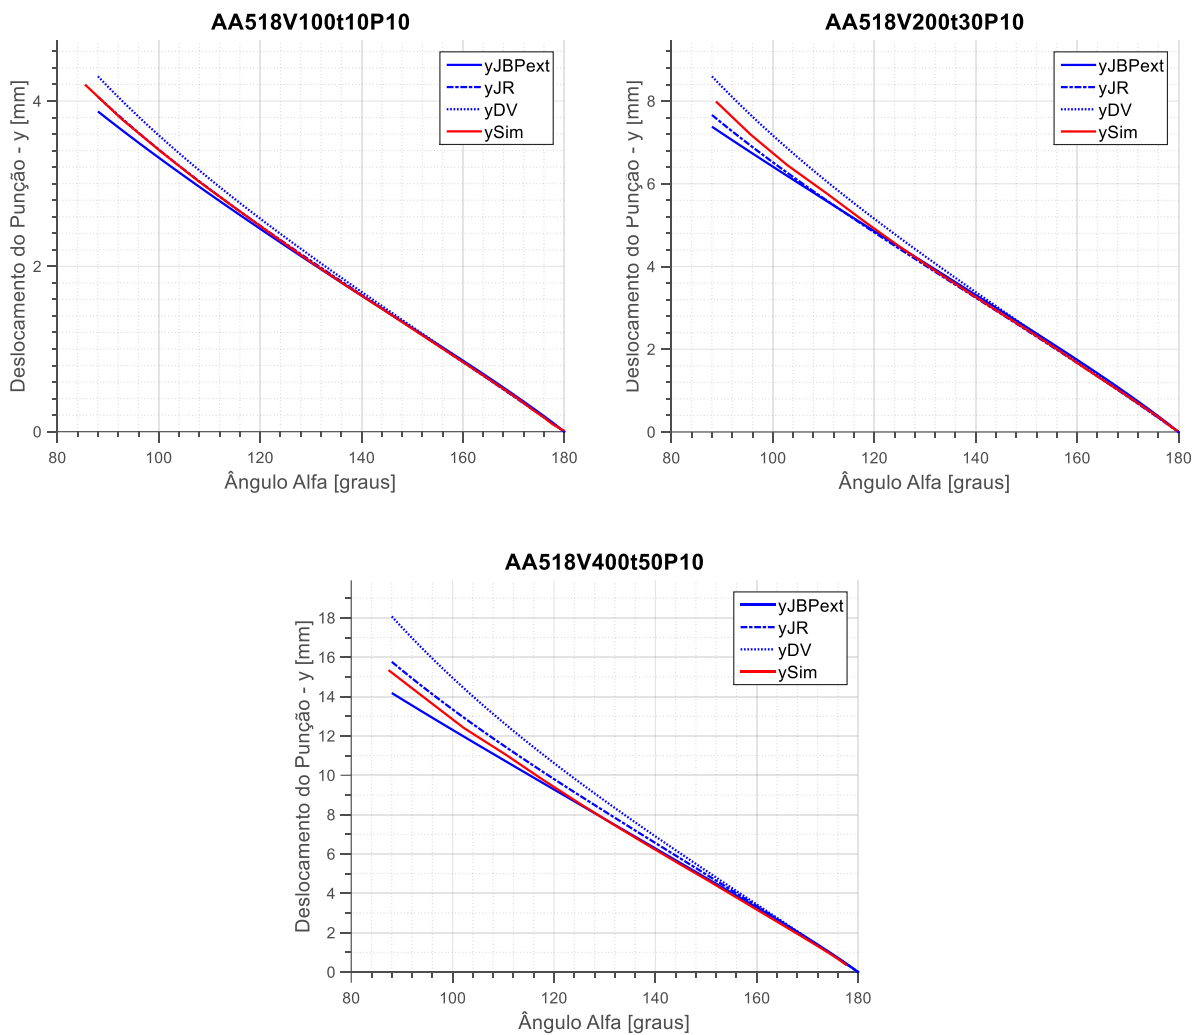 AA518V100t10P10
yJBPext
yJR
yDV
ySim
Deslocamento do Punção - y [mm]
4
2
0
80 100 120 140 160 180
Ângulo Alfa [graus]
AA518V200t30P10
yJBPext
yJR
yDV
ySim
Deslocamento do Punção - y [mm]
8
6
4
2
0
80 100 120 140 160 180
Ângulo Alfa [graus]
AA518V400t50P10
yJBPext
yJR
yDV
ySim
Deslocamento do Punção - y [mm]
18
16
14
12
10
8
6
4
2
0
80 100 120 140 160 180
Ângulo Alfa [graus]